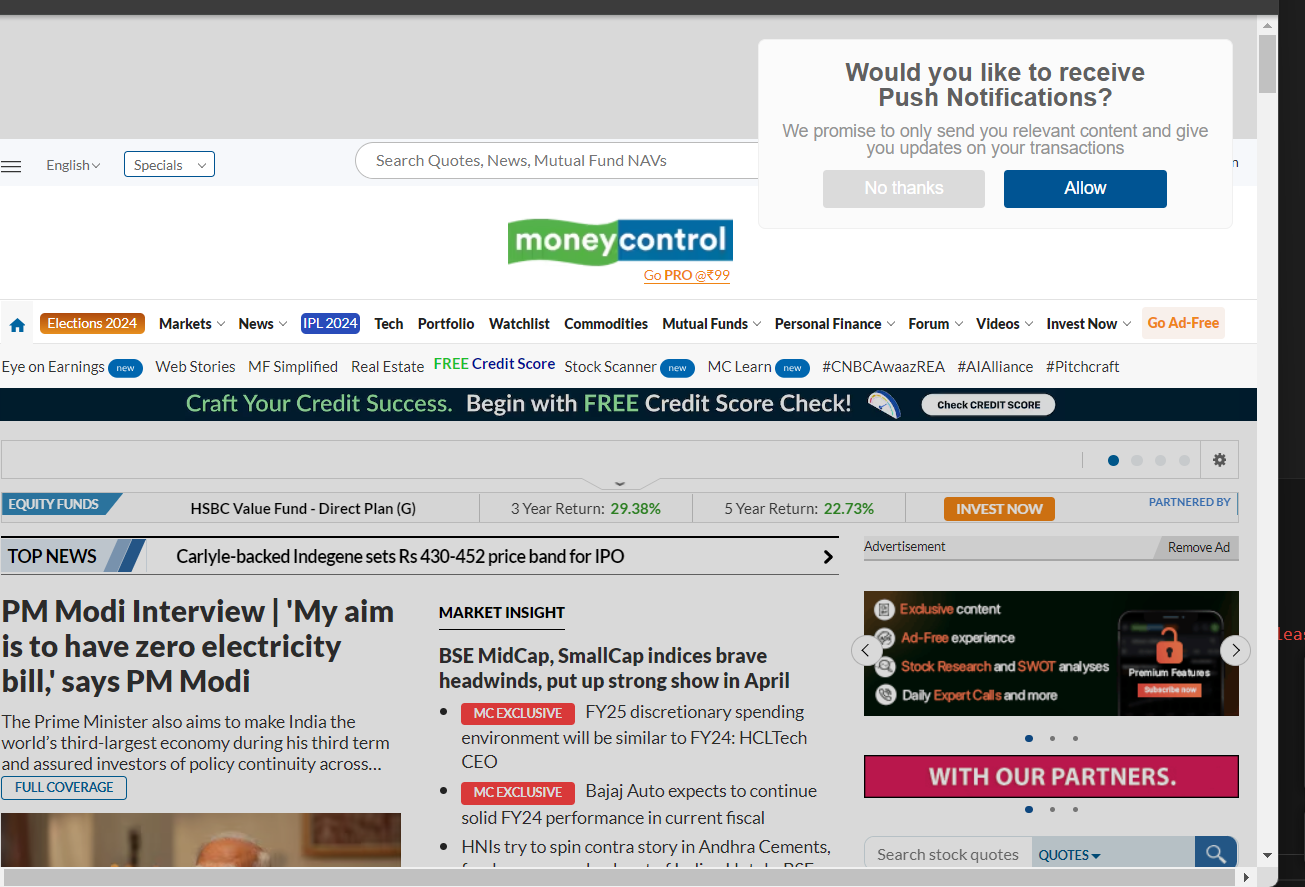 Would you like to receive
Push Notifications?
We promise to only send you relevant content and give
you updates on your transactions
No thanks
Allow
English
Specials
Search Quotes, News, Mutual Fund NAVs
moneycontrol
Go PRO @₹99
Elections 2024 Markets News IPL 2024 Tech Portfolio Watchlist Commodities Mutual Funds Personal Finance Forum Videos Invest Now Go Ad-Free
Eye on Earnings new Web Stories MF Simplified Real Estate FREE Credit Score Stock Scanner new MC Learn new #CNBCAwaazREA #AIAlliance #Pitchcraft
Craft Your Credit Success. Begin with FREE Credit Score Check! Check CREDIT SCORE
EQUITY FUNDS HSBC Value Fund - Direct Plan (G) 3 Year Return: 29.38% 5 Year Return: 22.73% INVEST NOW PARTNERED BY
TOP NEWS Carlyle-backed Indegene sets Rs 430-452 price band for IPO
PM Modi Interview | 'My aim
is to have zero electricity
bill,' says PM Modi
The Prime Minister also aims to make India the
world's third-largest economy during his third term
and assured investors of policy continuity across...
FULL COVERAGE
MARKET INSIGHT
BSE MidCap, SmallCap indices brave
headwinds, put up strong show in April
MC EXCLUSIVE FY25 discretionary spending
environment will be similar to FY24: HCLTech
CEO
MC EXCLUSIVE Bajaj Auto expects to continue
solid FY24 performance in current fiscal
HNIs try to spin contra story in Andhra Cements,
Advertisement
Remove Ad
Exclusive content
Ad-Free experience
Stock Research and SWOT analyses
Daily Expert Calls and more
Premium Features
Subscribe now
WITH OUR PARTNERS.
Search stock quotes
QUOTES